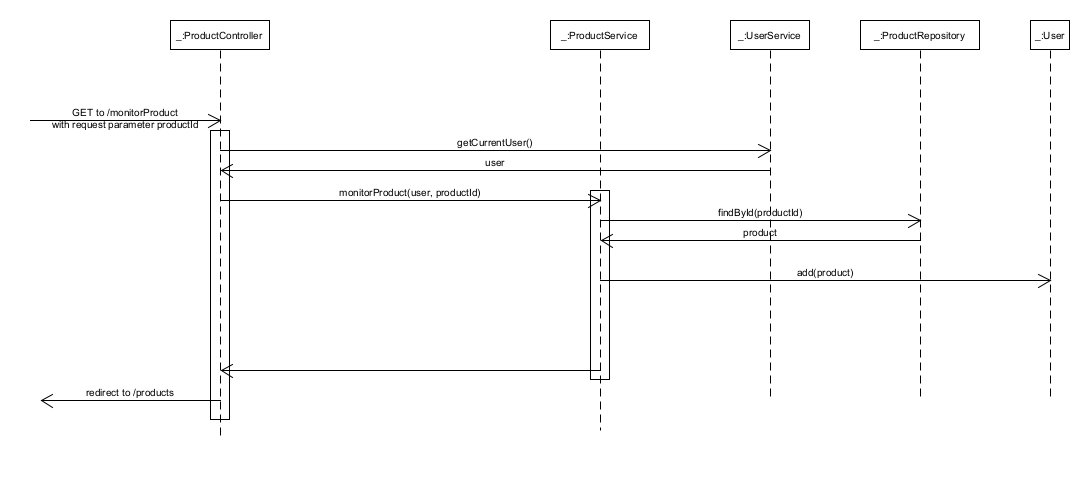 _:ProductController
_:ProductService
_:UserService
_:ProductRepository
_:User
GET to /monitorProduct
with request parameter productId
getCurrentUser()
user
monitorProduct(user, productId)
findById(productId)
product
add(product)
redirect to /products